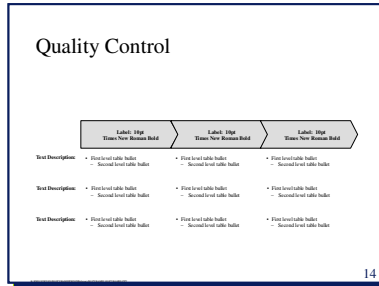 Quality Control
Label: 10pt
Times New Roman Bold
Label: 10pt
Times New Roman Bold
Label: 10pt
Times New Roman Bold
Text Description:
• First level table bullet
– Second level table bullet
• First level table bullet
– Second level table bullet
• First level table bullet
– Second level table bullet
Text Description:
• First level table bullet
– Second level table bullet
• First level table bullet
– Second level table bullet
• First level table bullet
– Second level table bullet
Text Description:
• First level table bullet
– Second level table bullet
• First level table bullet
– Second level table bullet
• First level table bullet
– Second level table bullet
14